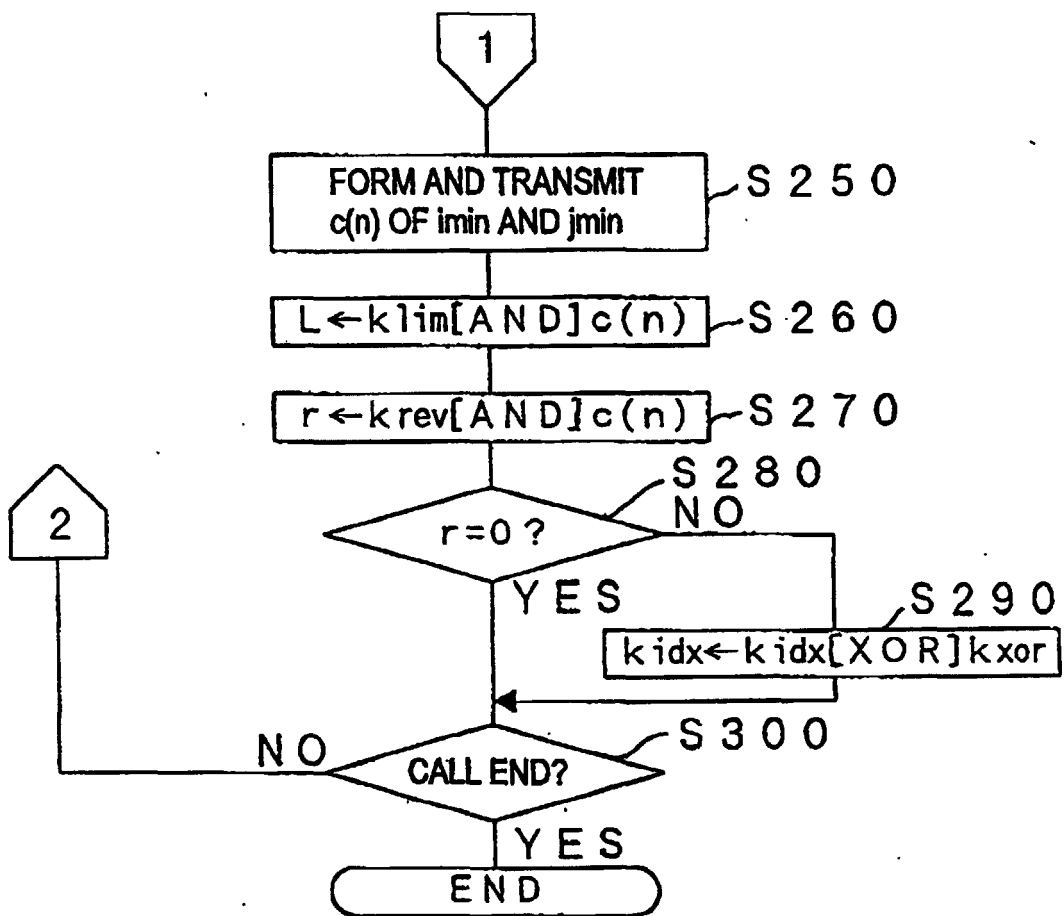 1
FORM AND TRANSMIT
c(n) OF imin AND jmin
S250
L←klim[AND]c(n)
S260
r←krev[AND]c(n)
S270
S280
2
r=0?
NO
YES
S290
kidx←kidx[XOR]kxor
S300
NO
CALL END?
YES
END